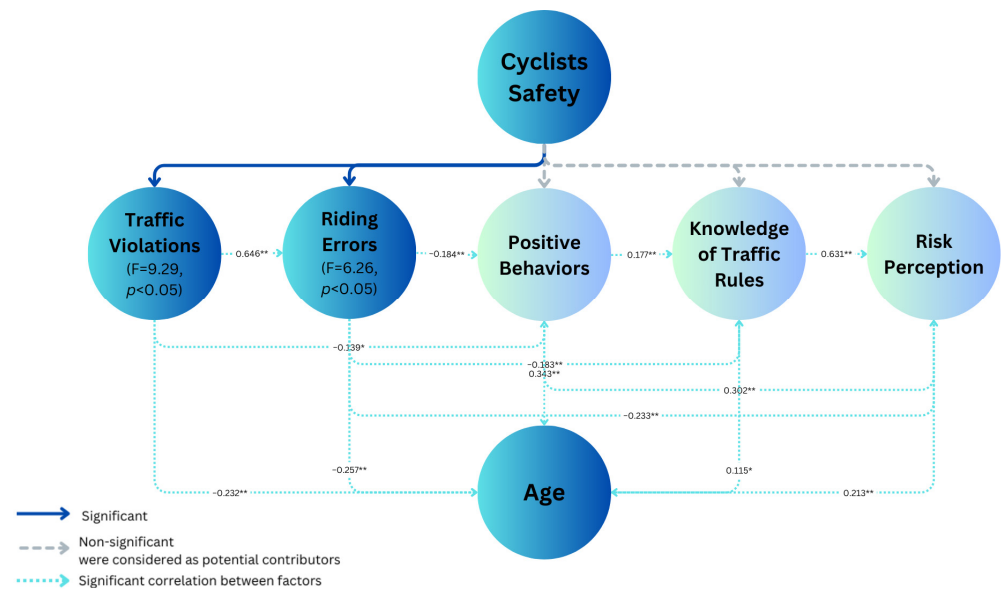 Cyclists
Safety
Traffic
Violations
(F=9.29,
p<0.05)
0.646**
Riding
Errors
(F=6.26,
p<0.05)
−0.184**
Positive
Behaviors
0.177**
Knowledge
of Traffic
Rules
0.631**
Risk
Perception
−0.139*
−0.183**
0.343**
0.302**
−0.233**
−0.257**
0.115*
Age
−0.232**
0.213**
Significant
Non-significant
were considered as potential contributors
Significant correlation between factors